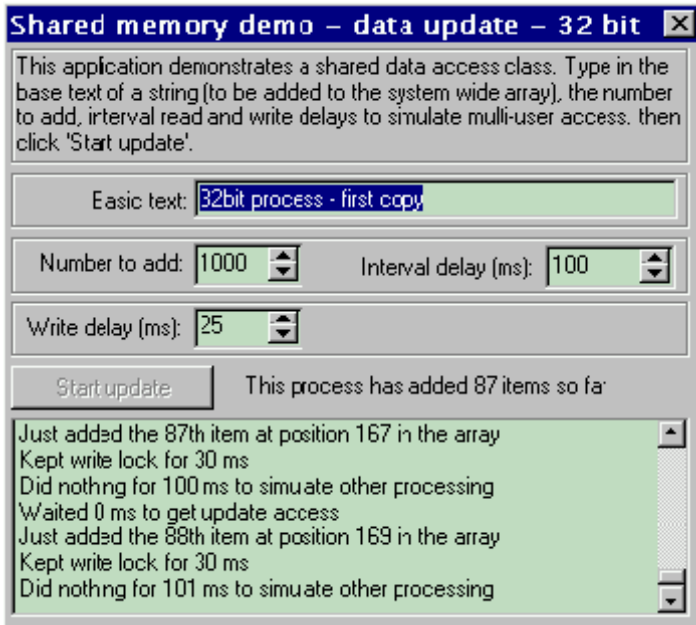 Shared memory demo – data update – 32 bit
This application demonstrates a shared data access class. Type in the
base text of a string (to be added to the system wide array), the number
to add, interval read and write delays to simulate multi-user access. then
click 'Start update'.
Easic text: 32bit process - first copy
Number to add: 1000 Interval delay (ms): 100
Write delay (ms): 25
Start update This process has added 87 items so far
Just added the 87th item at position 167 in the array
Kept write lock for 30 ms
Did nothng for 100 ms to simuate other processing
Waited 0 ms to get update access
Just added the 88th item at position 169 in the array
Kept write lock for 30 ms
Did nothng for 101 ms to simuate other processing